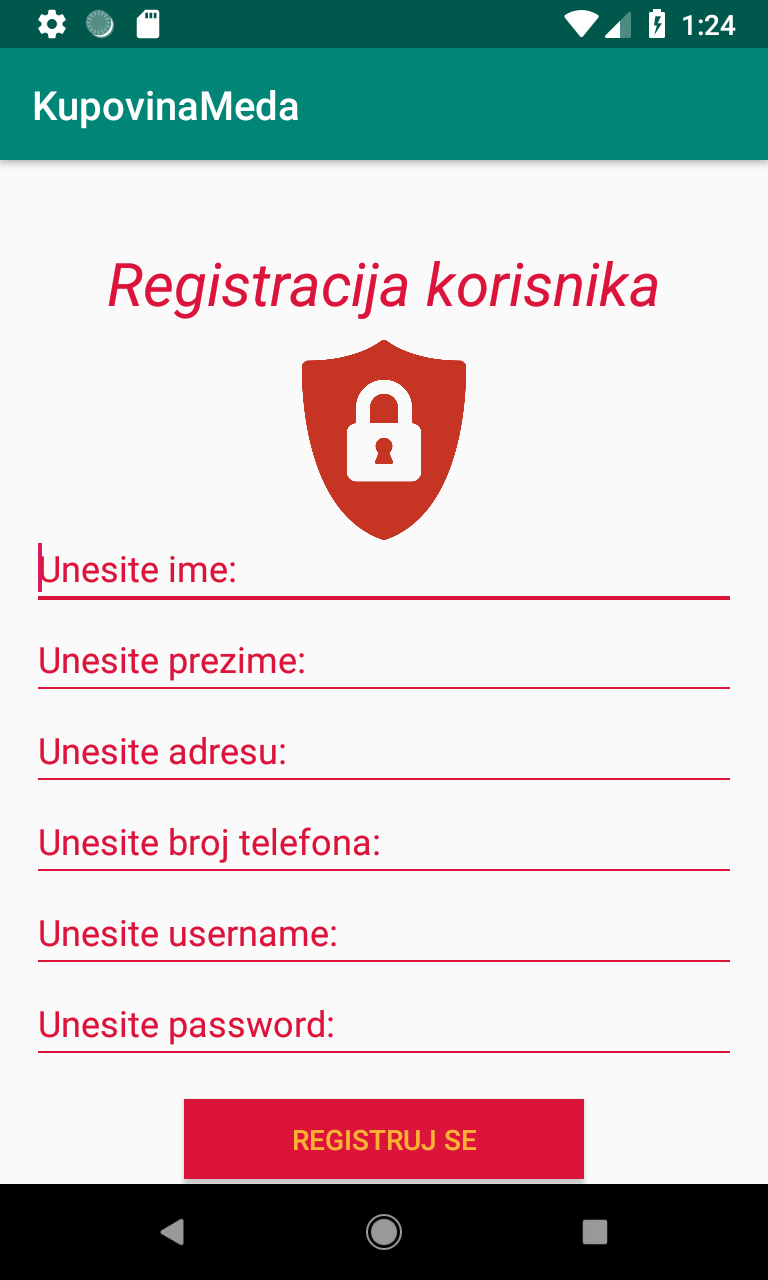 1:24
KupovinaMeda
Registracija korisnika
Unesite ime:
Unesite prezime:
Unesite adresu:
Unesite broj telefona:
Unesite username:
Unesite password:
REGISTRUJ SE